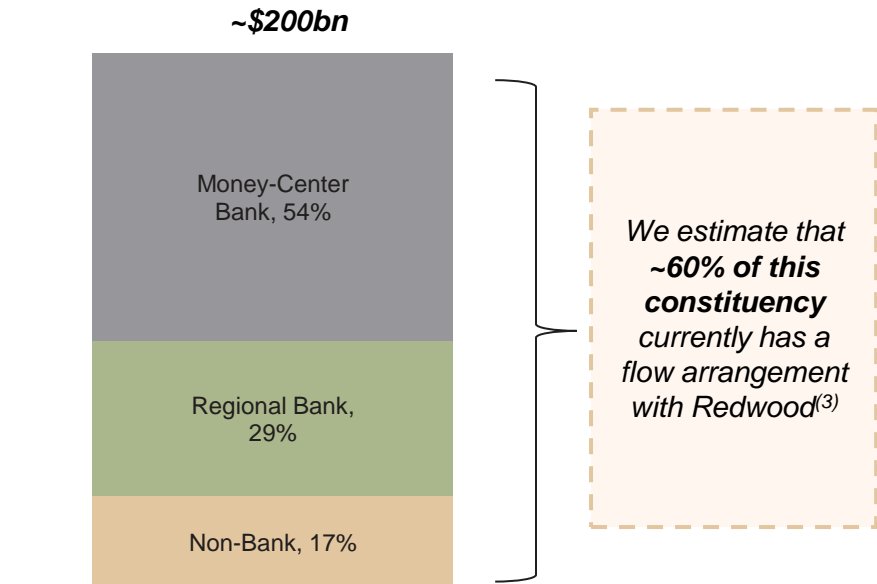 ~$200bn
Money-Center
Bank, 54%
Regional Bank,
29%
Non-Bank, 17%
We estimate that
~60% of this
constituency
currently has a
flow arrangement
with Redwood(3)